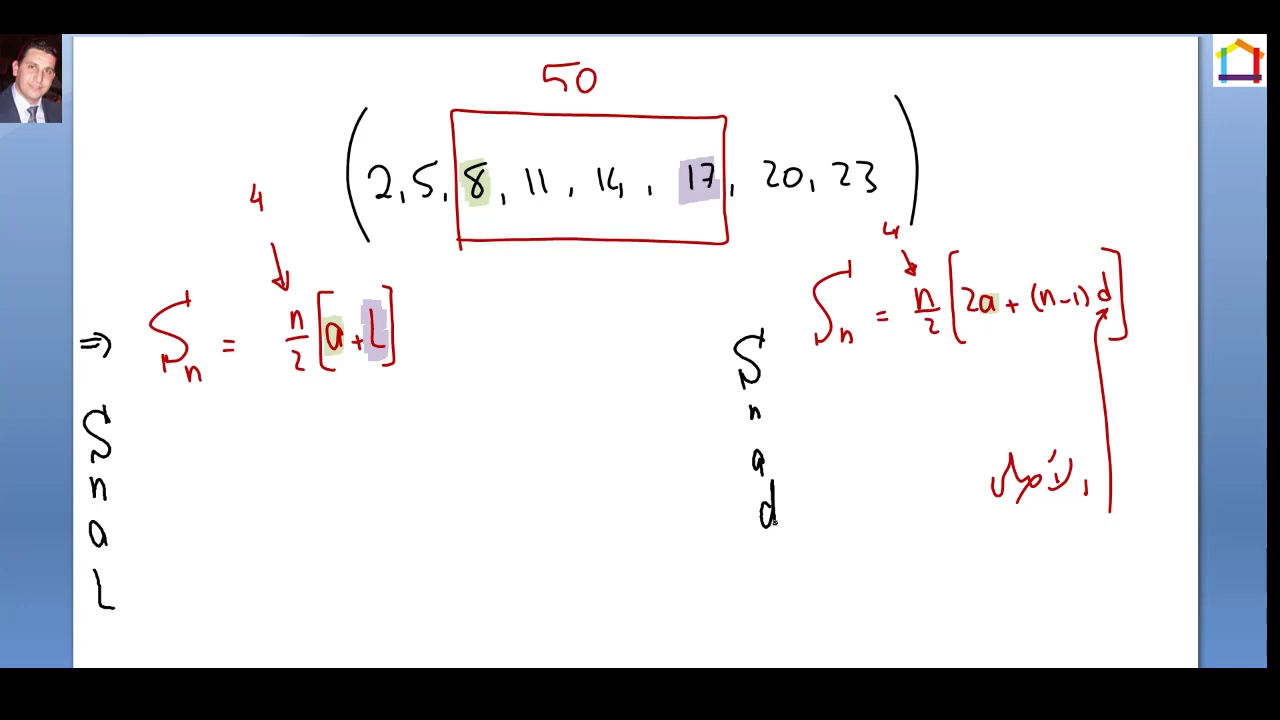 50
(2, 5, 8, 11, 14, 17, 20, 23)
4
⇒ Sn = n/2 [a + L]
S
n
a
L
4
Sn = n/2 [2a + (n-1) d]
S
n
a
d